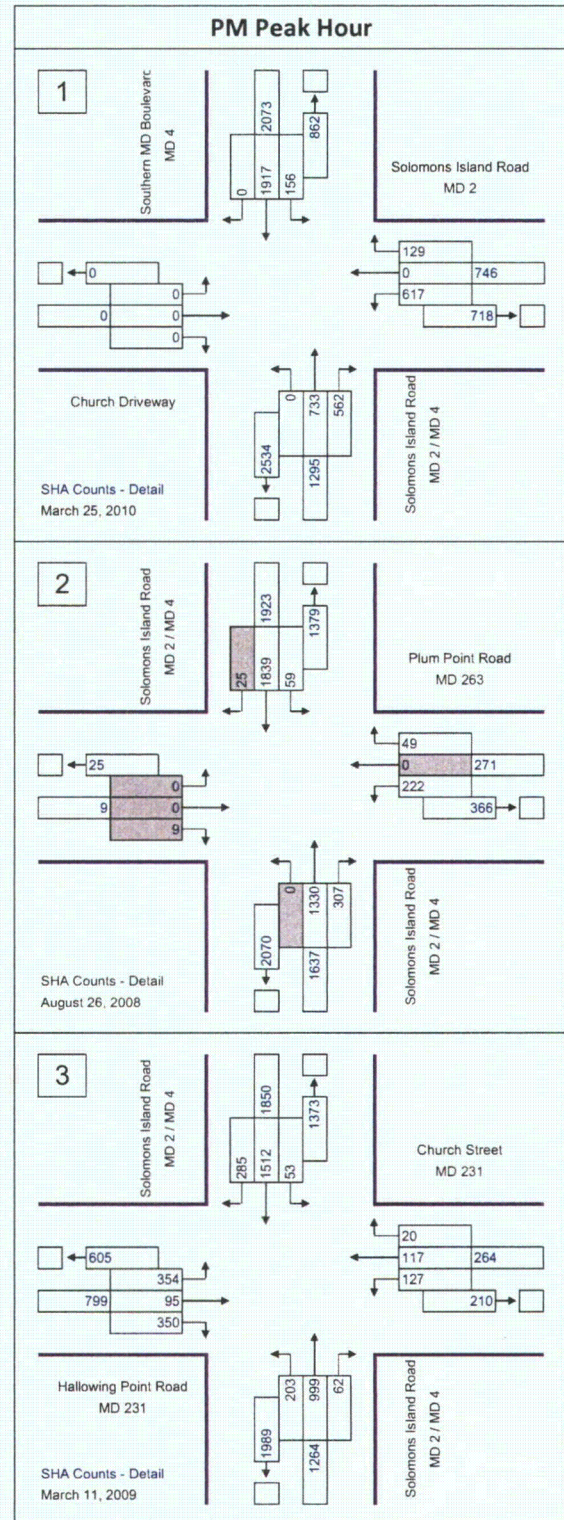 PM Peak Hour
1
Southern MD Boulevard
MD 4
2073
0
1917
156
862
Solomons Island Road
MD 2
0
0
0
0
0
129
0
746
617
718
Church Driveway
0
733
562
2534
1295
Solomons Island Road
MD 2 / MD 4
SHA Counts - Detail
March 25, 2010
2
Solomons Island Road
MD 2 / MD 4
1923
25
1839
59
1379
Plum Point Road
MD 263
25
0
9
0
9
49
0
271
222
366
0
1330
307
2070
1637
Solomons Island Road
MD 2 / MD 4
SHA Counts - Detail
August 26, 2008
3
Solomons Island Road
MD 2 / MD 4
1850
285
1512
53
1373
Church Street
MD 231
605
354
799
95
350
20
117
264
127
210
Hallowing Point Road
MD 231
203
999
62
1989
1264
Solomons Island Road
MD 2 / MD 4
SHA Counts - Detail
March 11, 2009